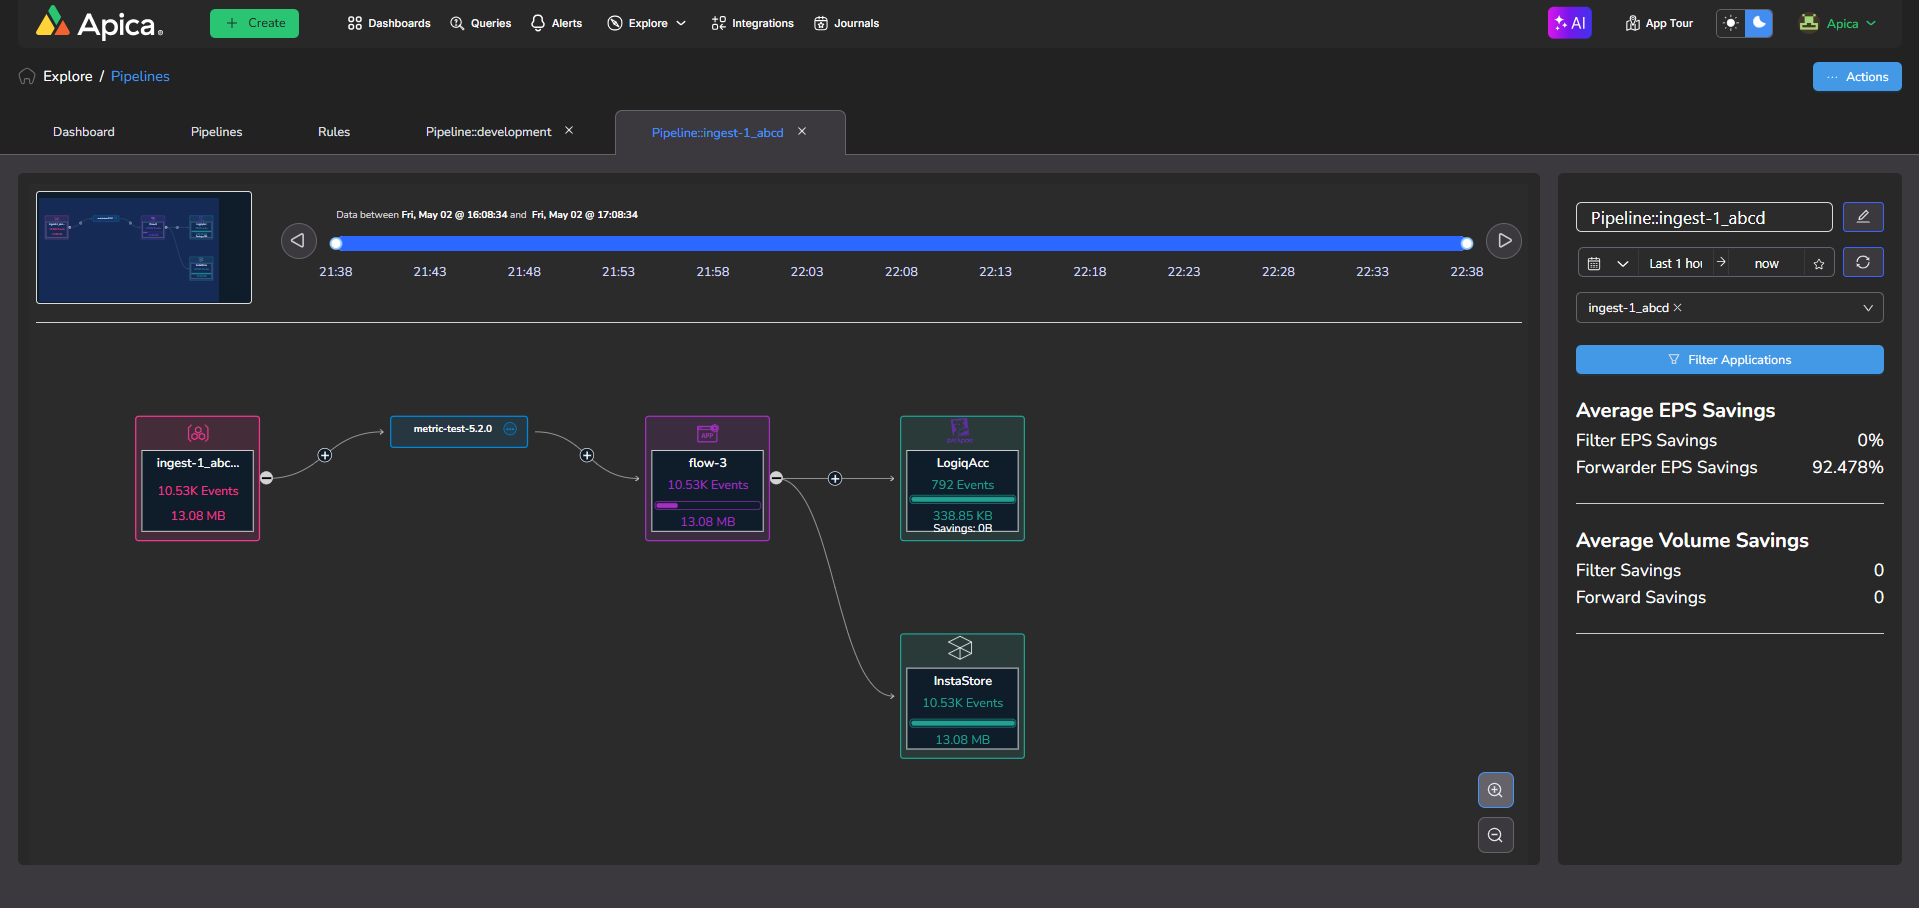 Apica
+ Create
Dashboards
Queries
Alerts
Explore
Integrations
Journals
AI
App Tour
Apica
Explore / Pipelines
··· Actions
Dashboard
Pipelines
Rules
Pipeline::development ×
Pipeline::ingest-1_abcd ×
Data between Fri, May 02 @ 16:08:34 and Fri, May 02 @ 17:08:34
21:38 21:43 21:48 21:53 21:58 22:03 22:08 22:13 22:18 22:23 22:28 22:33 22:38
ingest-1_abc...
10.53K Events
13.08 MB
metric-test-5.2.0
APP
flow-3
10.53K Events
13.08 MB
LogiqAcc
792 Events
338.85 KB
Savings: 0B
InstaStore
10.53K Events
13.08 MB
Pipeline::ingest-1_abcd
Last 1 hou → now
ingest-1_abcd ×
Filter Applications
Average EPS Savings
Filter EPS Savings 0%
Forwarder EPS Savings 92.478%
Average Volume Savings
Filter Savings 0
Forward Savings 0